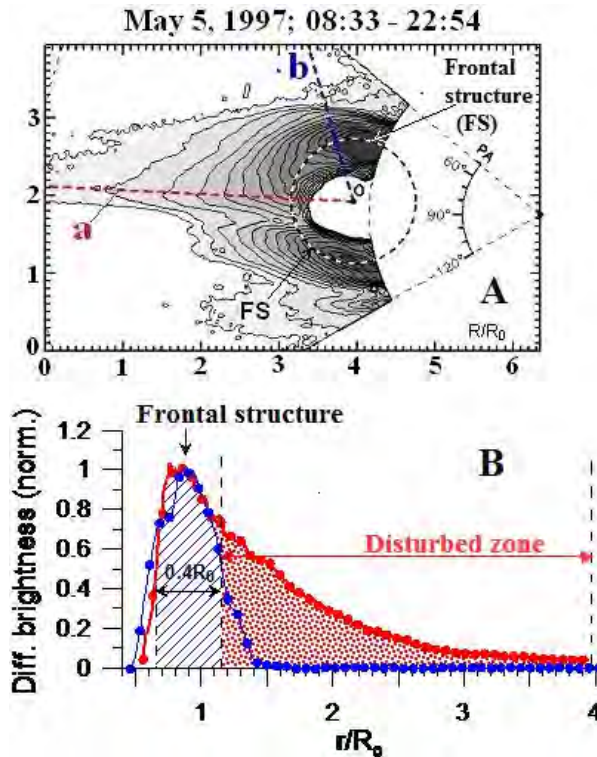 May 5, 1997; 08:33 - 22:54
b
Frontal
structure
(FS)
3
PA
60°
O
2
90°
a
1
120°
FS
A
R/R₀
0
0 1 2 3 4 5 6
Frontal structure
1.2
B
1
0.8
Disturbed zone
0.6
0.4R₀
0.4
0.2
0
1 2 3 4
r/R₀
Diff. brightness (norm.)